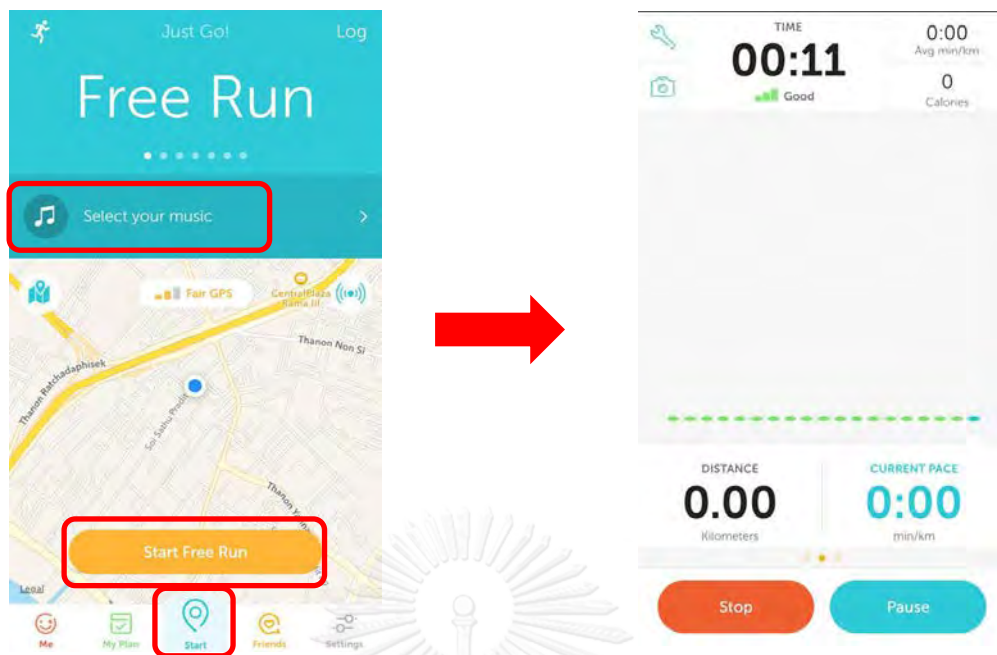 Just Go!
Log
Free Run
Select your music
Fair GPS
CentralPlaza
Rama III
Thanon Non Si
Thanon Ratchadaphisek
Soi Sathu Pradit
Start Free Run
Legal
Me
My Plan
Start
Friends
Settings
TIME
00:11
Good
0:00
Avg min/km
0
Calories
DISTANCE
0.00
Kilometers
CURRENT PACE
0:00
min/km
Stop
Pause